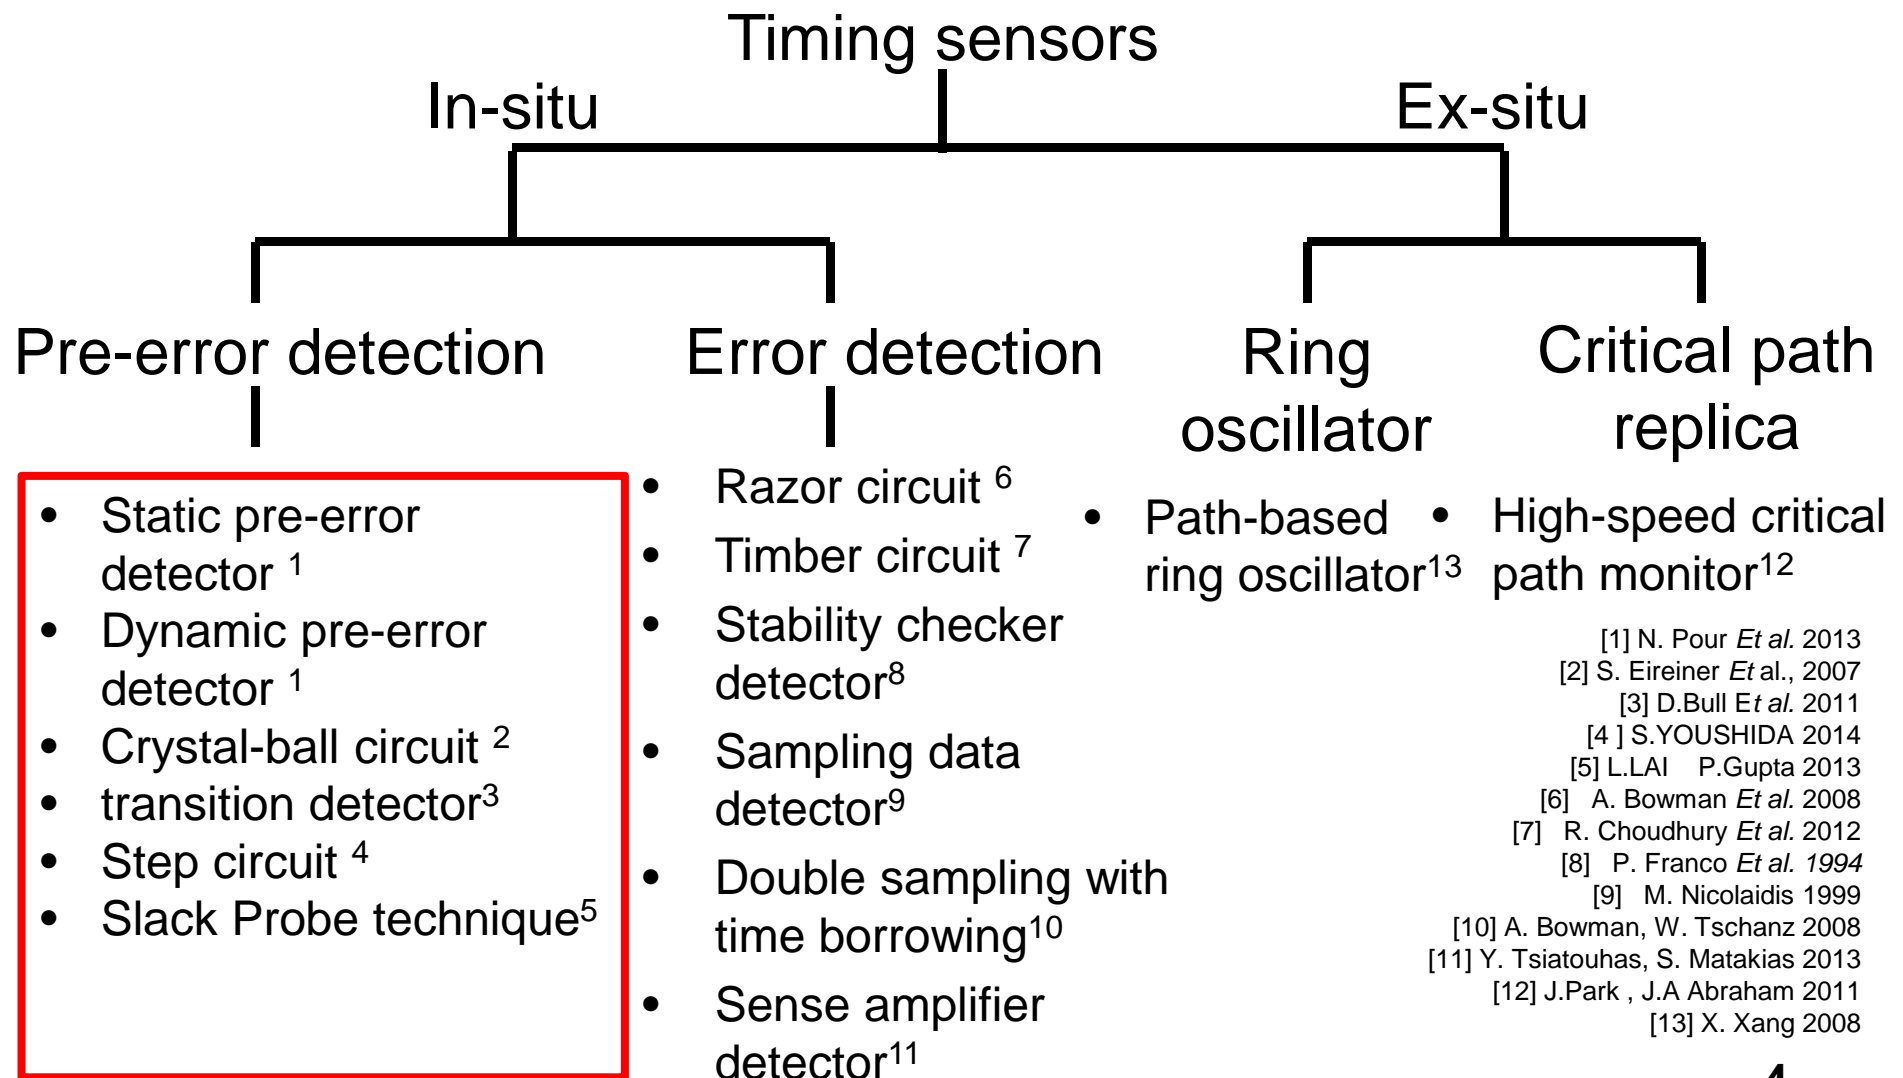 Timing sensors
In-situ
Ex-situ
Pre-error detection
Error detection
Ring
oscillator
Critical path
replica
• Static pre-error
detector 1
• Dynamic pre-error
detector 1
• Crystal-ball circuit 2
• transition detector3
• Step circuit 4
• Slack Probe technique5
• Razor circuit 6
• Timber circuit 7
• Stability checker
detector8
• Sampling data
detector9
• Double sampling with
time borrowing10
• Sense amplifier
detector11
• Path-based
ring oscillator13
• High-speed critical
path monitor12
[1] N. Pour Et al. 2013
[2] S. Eireiner Et al., 2007
[3] D.Bull Et al. 2011
[4 ] S.YOUSHIDA 2014
[5] L.LAI P.Gupta 2013
[6] A. Bowman Et al. 2008
[7] R. Choudhury Et al. 2012
[8] P. Franco Et al. 1994
[9] M. Nicolaidis 1999
[10] A. Bowman, W. Tschanz 2008
[11] Y. Tsiatouhas, S. Matakias 2013
[12] J.Park , J.A Abraham 2011
[13] X. Xang 2008
4